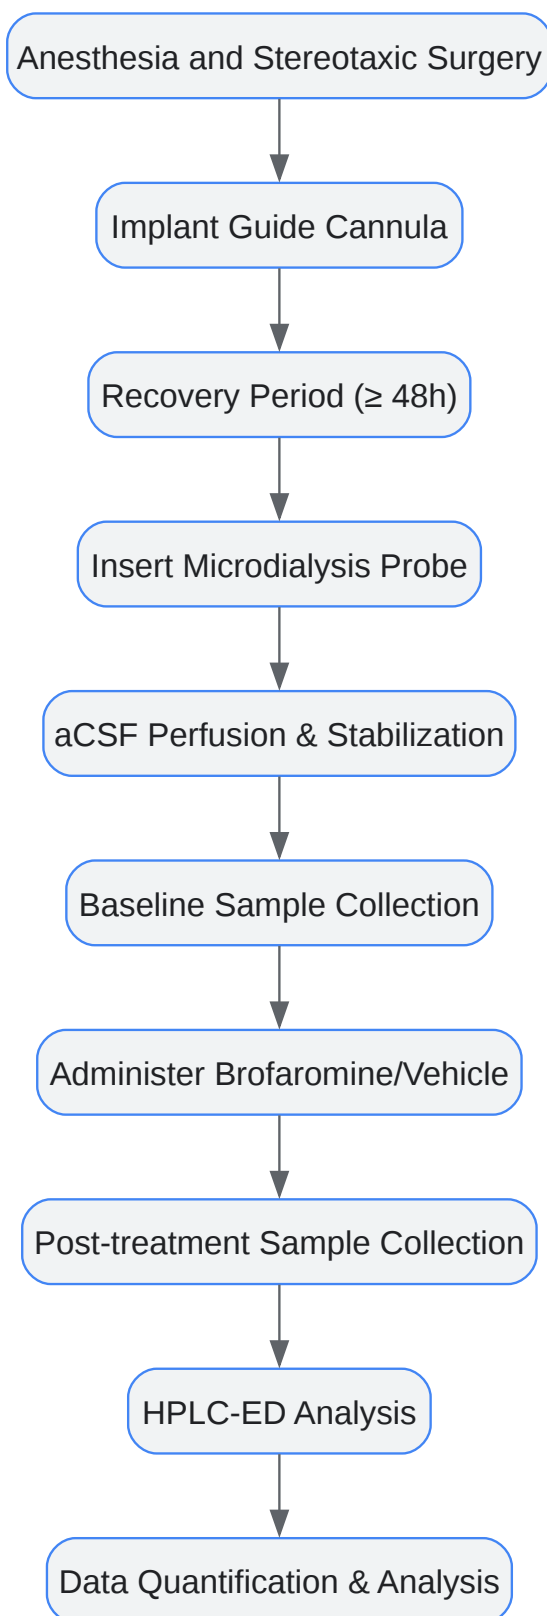 Anesthesia and Stereotaxic Surgery
Implant Guide Cannula
Recovery Period (≥ 48h)
Insert Microdialysis Probe
aCSF Perfusion & Stabilization
Baseline Sample Collection
Administer Brofaromine/Vehicle
Post-treatment Sample Collection
HPLC-ED Analysis
Data Quantification & Analysis